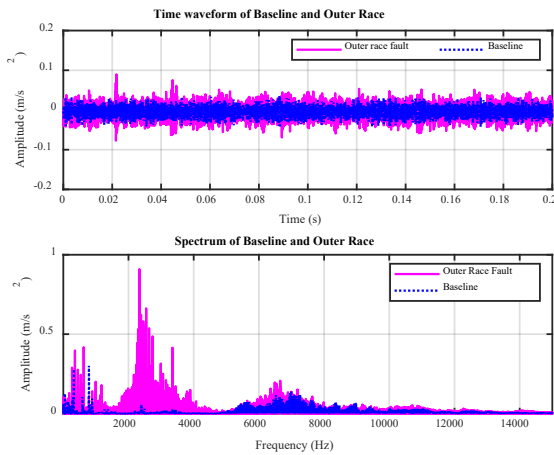 Time waveform of Baseline and Outer Race
0.2
0.1
0
-0.1
-0.2
Amplitude (m/s 2)
Outer race fault
Baseline
0 0.02 0.04 0.06 0.08 0.1 0.12 0.14 0.16 0.18 0.2
Time (s)
Spectrum of Baseline and Outer Race
1
0.5
0
Amplitude (m/s 2)
Outer Race Fault
Baseline
2000 4000 6000 8000 10000 12000 14000
Frequency (Hz)